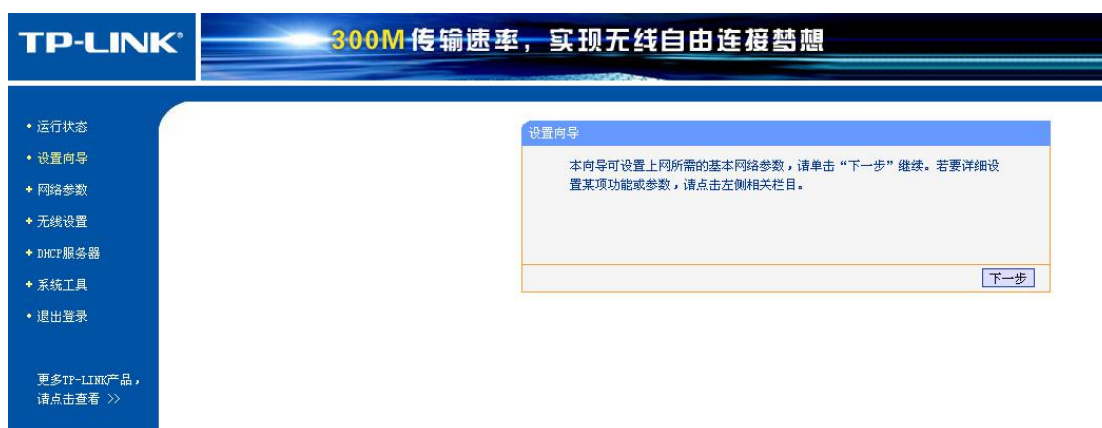 TP-LINK®
300M 传输速率，实现无线自由连接梦想
• 运行状态
• 设置向导
+ 网络参数
+ 无线设置
+ DHCP服务器
+ 系统工具
• 退出登录
更多TP-LINK产品，
请点击查看 >>
设置向导
本向导可设置上网所需的基本网络参数，请单击“下一步”继续。若要详细设
置某项功能或参数，请点击左侧相关栏目。
下一步